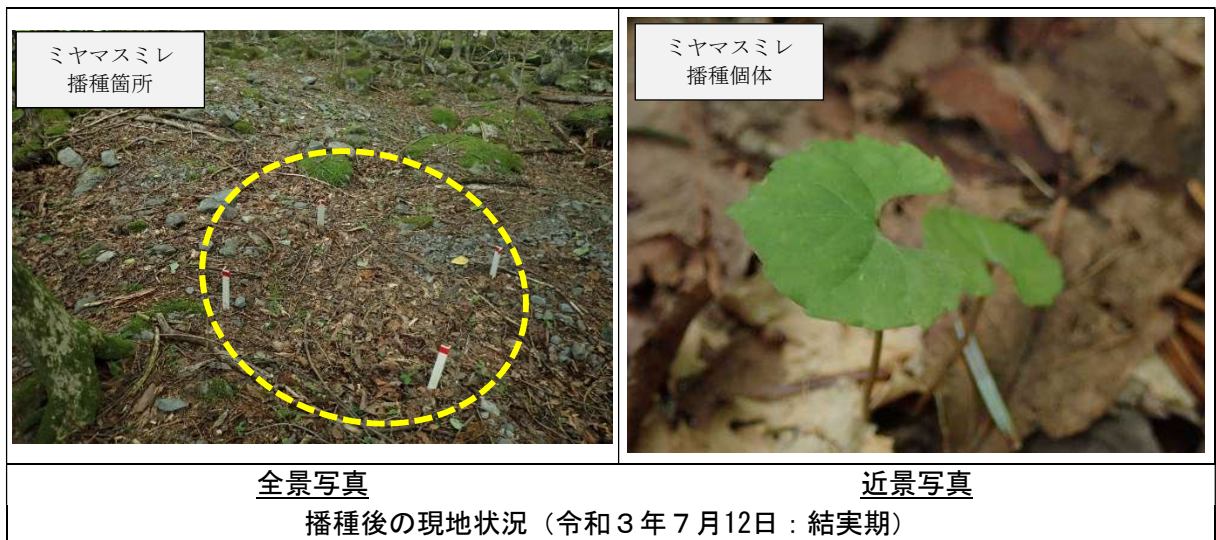 ミヤマスミレ
播種箇所
ミヤマスミレ
播種個体
全景写真
近景写真
播種後の現地状況（令和３年７月12日：結実期）